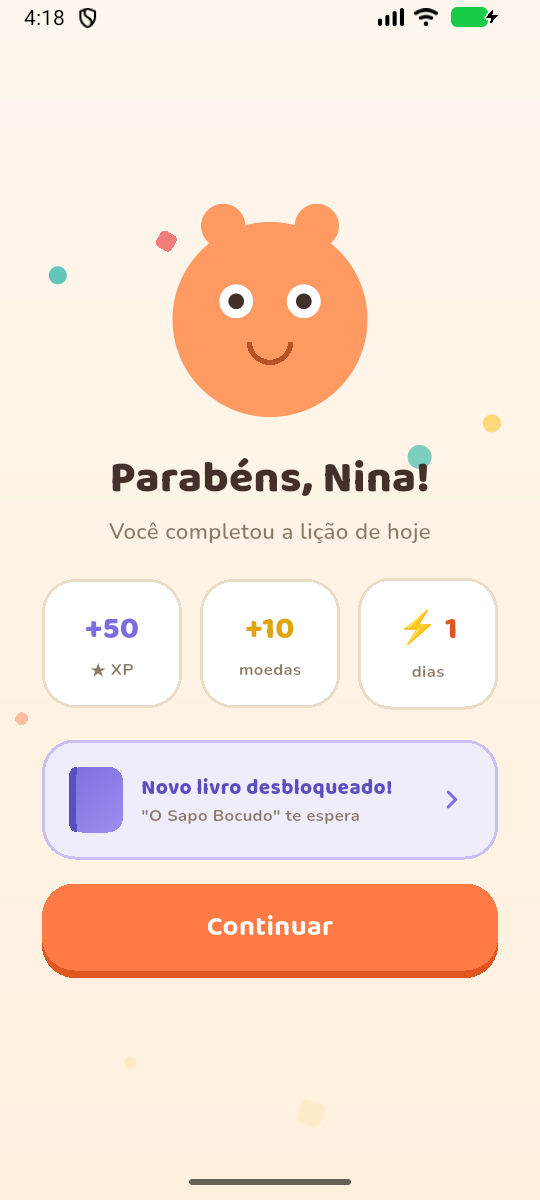 4:18
Parabéns, Nina!
Você completou a lição de hoje
+50
★ XP
+10
moedas
⚡ 1
dias
Novo livro desbloqueado!
"O Sapo Bocudo" te espera
Continuar